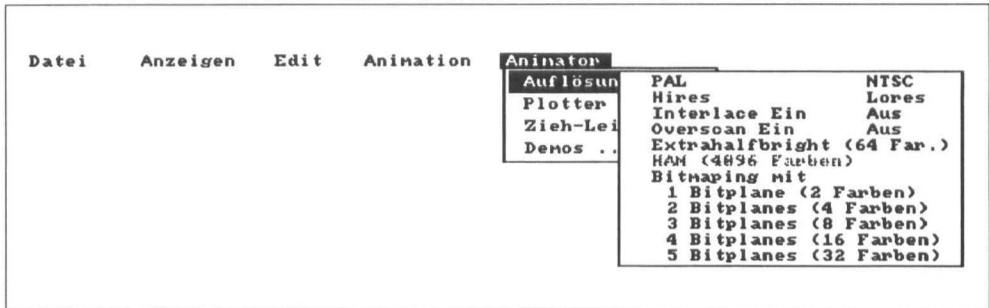 Datei Anzeigen Edit Animation Animator
Auflösun
Plotter
Zieh-Lei
Demos ..
PAL NTSC
Hires Lores
Interlace Ein Aus
Overscan Ein Aus
Extrahalfbright (64 Far.)
HAM (4096 Farben)
Bitmaping mit
1 Bitplane (2 Farben)
2 Bitplanes (4 Farben)
3 Bitplanes (8 Farben)
4 Bitplanes (16 Farben)
5 Bitplanes (32 Farben)